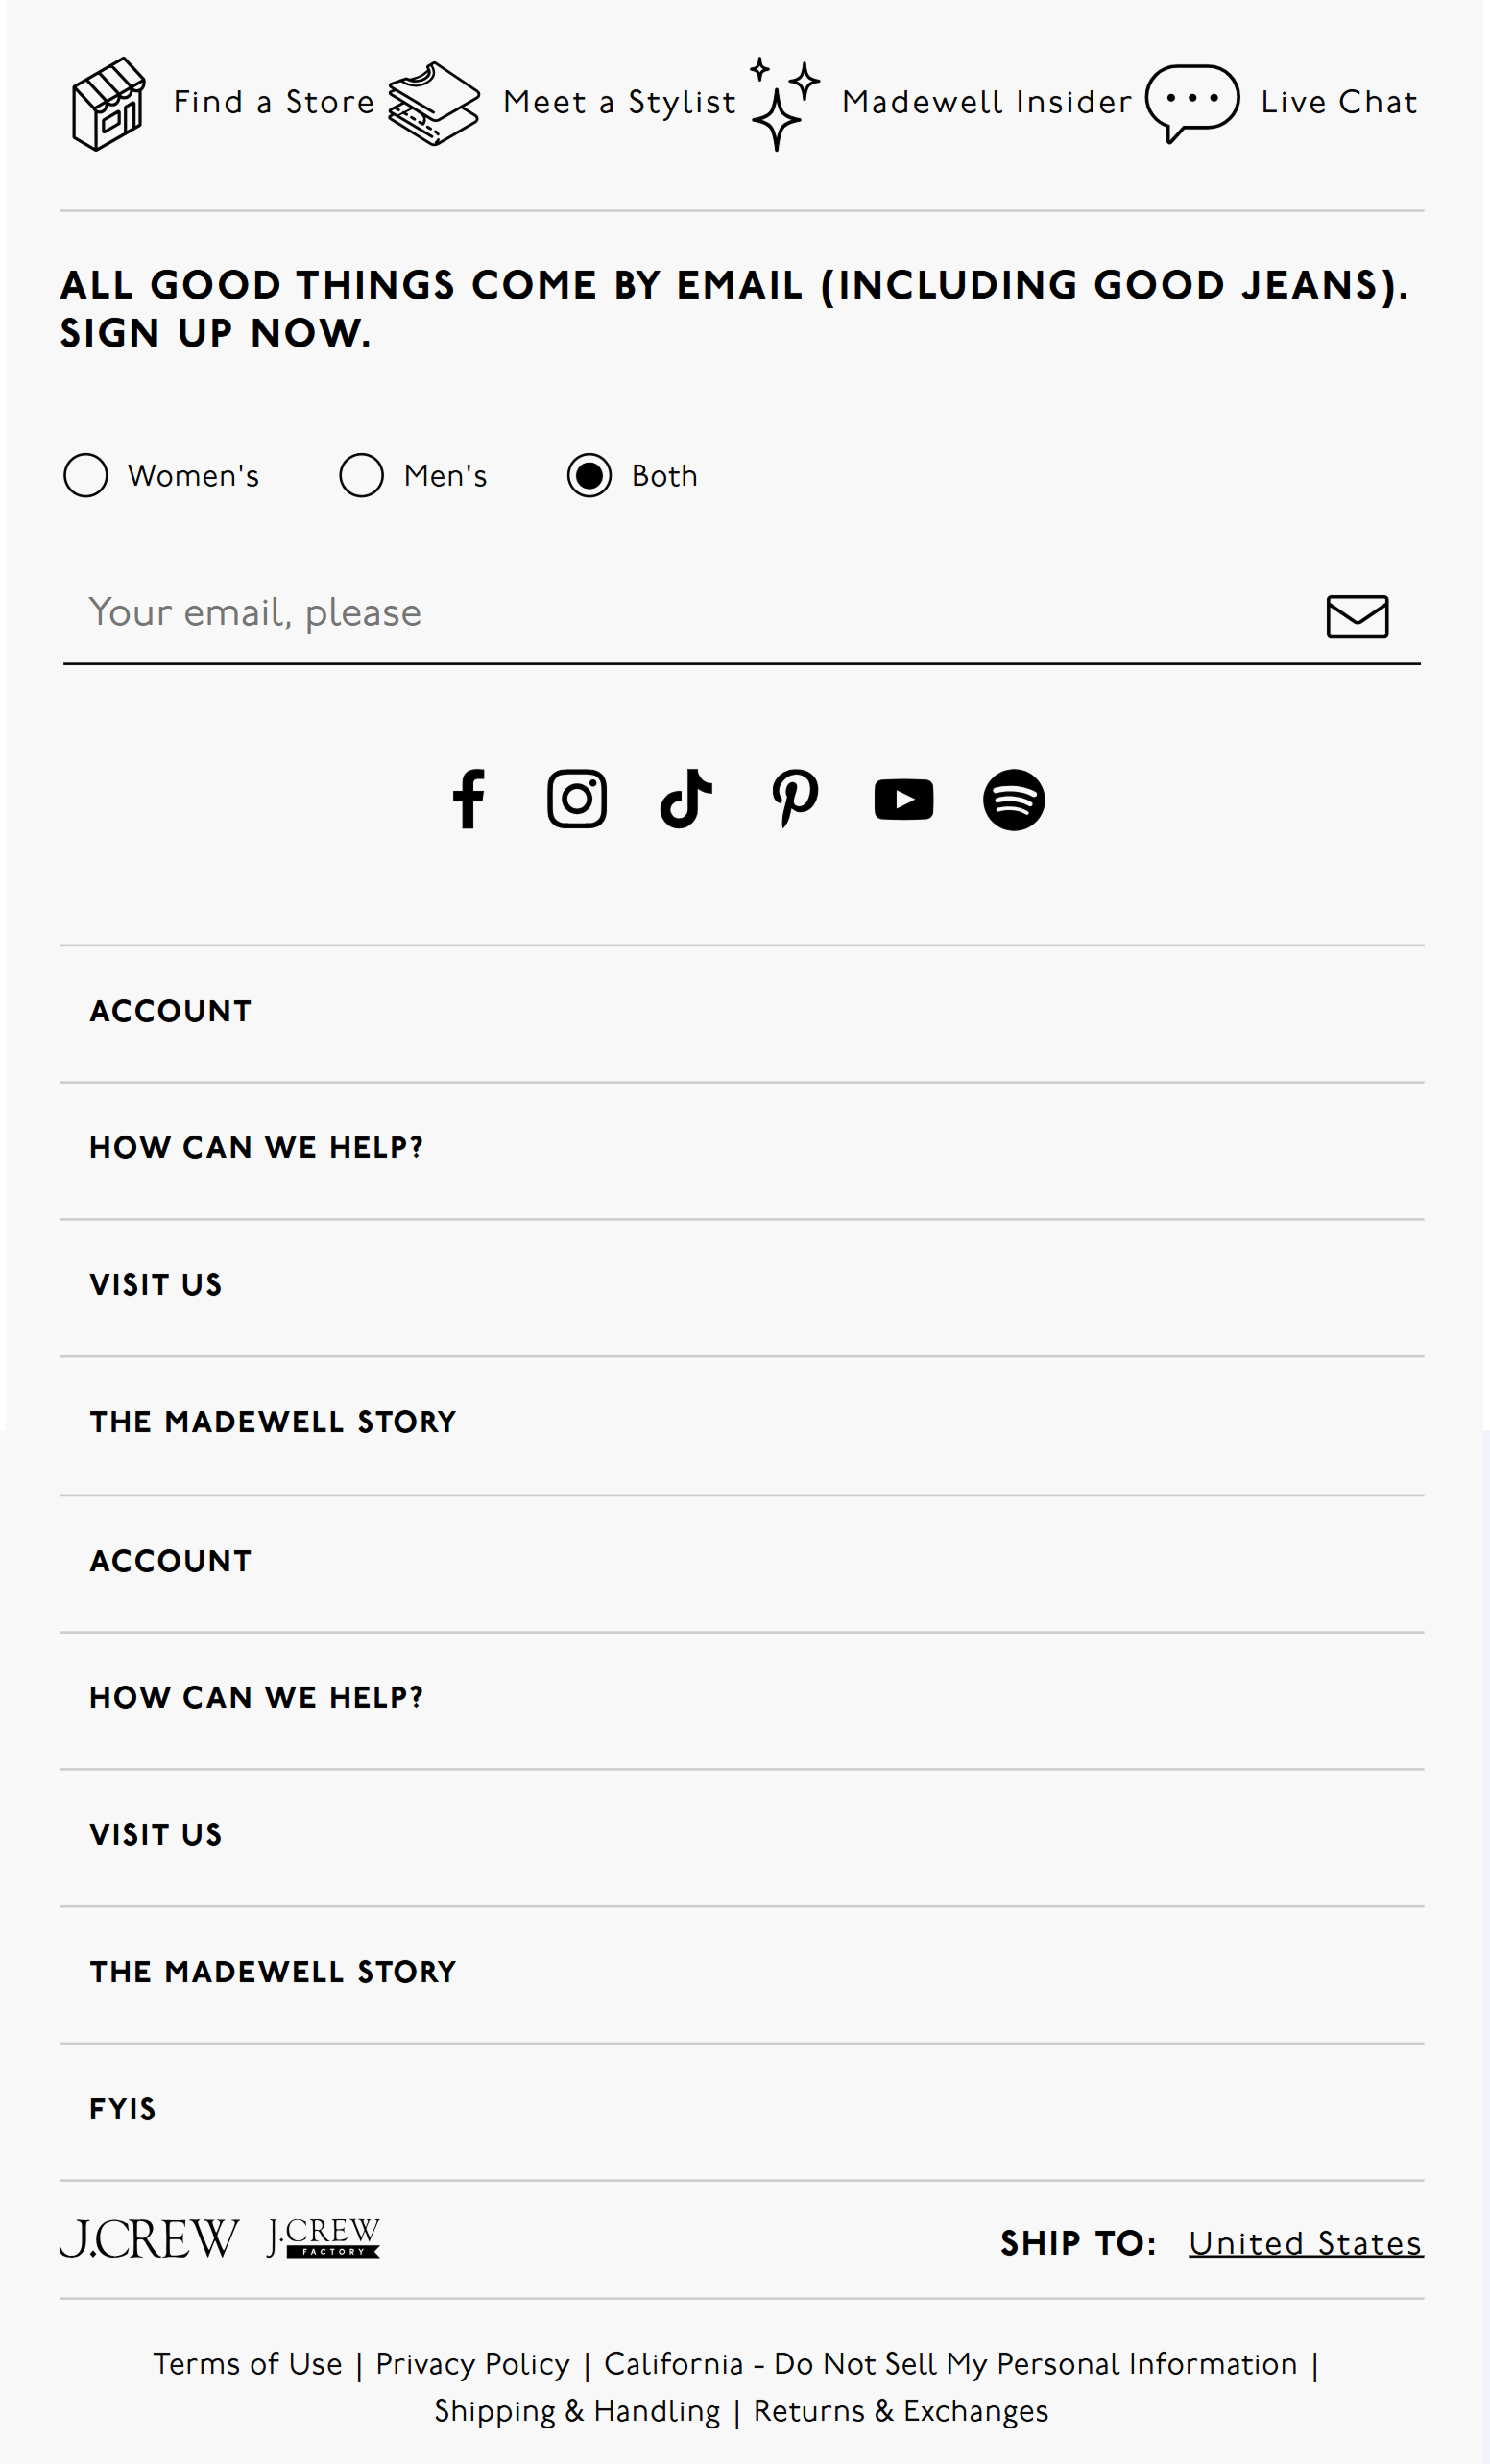 Find a Store Meet a Stylist Madewell Insider Live Chat
ALL GOOD THINGS COME BY EMAIL (INCLUDING GOOD JEANS).
SIGN UP NOW.
Women's Men's Both
Your email, please
ACCOUNT
HOW CAN WE HELP?
VISIT US
THE MADEWELL STORY
ACCOUNT
HOW CAN WE HELP?
VISIT US
THE MADEWELL STORY
FYIS
J.CREW J.CREW FACTORY SHIP TO: United States
Terms of Use | Privacy Policy | California - Do Not Sell My Personal Information |
Shipping & Handling | Returns & Exchanges